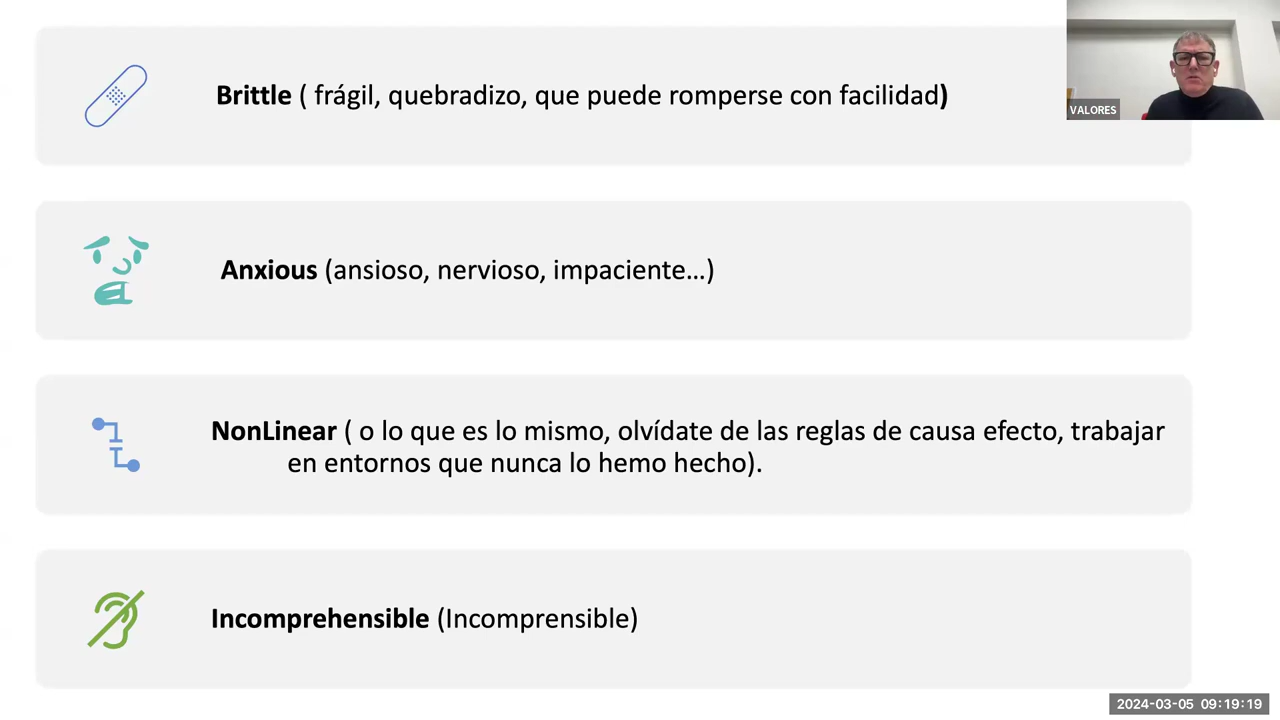 Brittle ( frágil, quebradizo, que puede romperse con facilidad)
VALORES
Anxious (ansioso, nervioso, impaciente…)
NonLinear ( o lo que es lo mismo, olvídate de las reglas de causa efecto, trabajar
en entornos que nunca lo hemo hecho).
Incomprehensible (Incomprensible)
2024-03-05 09:19:19